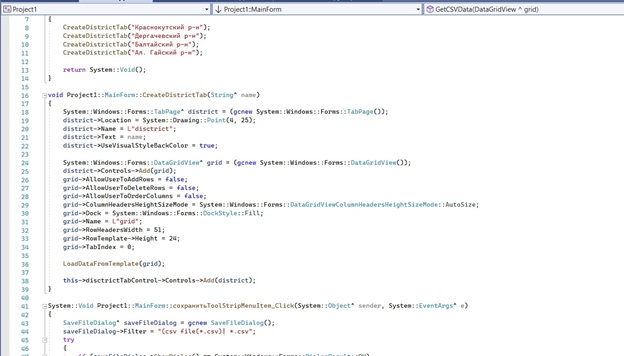 Project1
Project1::MainForm
GetCSVData(DataGridView ^ grid)
7 {
8 CreateDistrictTab("Краснокутский р-н");
9 CreateDistrictTab("Дергачевский р-н");
10 CreateDistrictTab("Балтайский р-н");
11 CreateDistrictTab("Ал. Гайский р-н");
12
13 return System::Void();
14 }
15
16 void Project1::MainForm::CreateDistrictTab(String^ name)
17 {
18 System::Windows::Forms::TabPage^ district = (gcnew System::Windows::Forms::TabPage());
19 district->Location = System::Drawing::Point(4, 25);
20 district->Name = L"disctrict";
21 district->Text = name;
22 district->UseVisualStyleBackColor = true;
23
24 System::Windows::Forms::DataGridView^ grid = (gcnew System::Windows::Forms::DataGridView());
25 district->Controls->Add(grid);
26 grid->AllowUserToAddRows = false;
27 grid->AllowUserToDeleteRows = false;
28 grid->AllowUserToOrderColumns = false;
29 grid->ColumnHeadersHeightSizeMode = System::Windows::Forms::DataGridViewColumnHeadersHeightSizeMode::AutoSize;
30 grid->Dock = System::Windows::Forms::DockStyle::Fill;
31 grid->Name = L"grid";
32 grid->RowHeadersWidth = 51;
33 grid->RowTemplate->Height = 24;
34 grid->TabIndex = 0;
35
36 LoadDataFromTemplate(grid);
37
38 this->disctrictTabControl->Controls->Add(district);
39 }
40
41 System::Void Project1::MainForm::сохранитьToolStripMenuItem_Click(System::Object^ sender, System::EventArgs^ e)
42 {
43 SaveFileDialog^ saveFileDialog = gcnew SaveFileDialog();
44 saveFileDialog->Filter = "(csv file(*.csv)| *.csv";
45 try
46 {